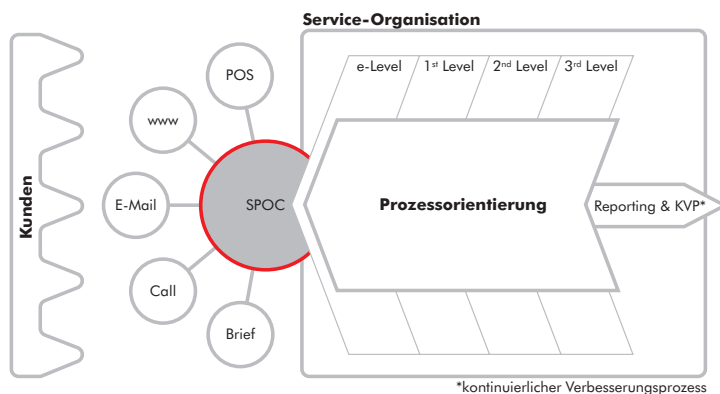 Service-Organisation
e-Level
1st Level
2nd Level
3rd Level
POS
www
E-Mail
Call
Brief
Kunden
SPOC
Prozessorientierung
Reporting & KVP*
*kontinuierlicher Verbesserungsprozess